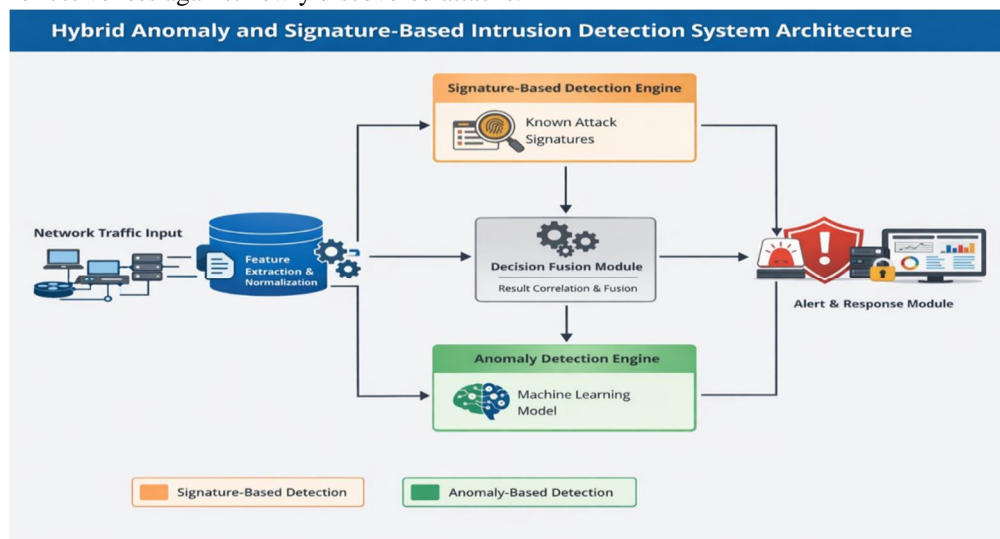 Hybrid Anomaly and Signature-Based Intrusion Detection System Architecture
Signature-Based Detection Engine
Known Attack
Signatures
Network Traffic Input
Feature
Extraction &
Normalization
Decision Fusion Module
Result Correlation & Fusion
Alert & Response Module
Anomaly Detection Engine
Machine Learning
Model
Signature-Based Detection
Anomaly-Based Detection